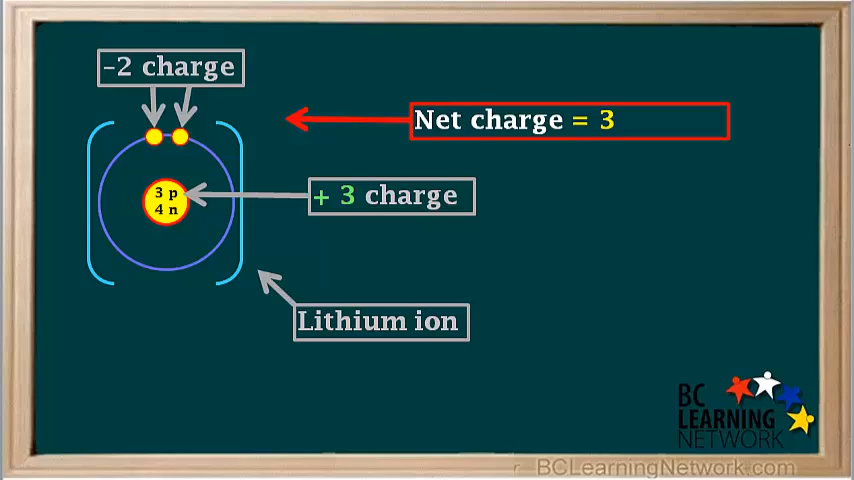 –2 charge
Net charge = 3
3 p
4 n
+ 3 charge
Lithium ion
BC
LEARNING
NETWORK
BCLearningNetwork.com